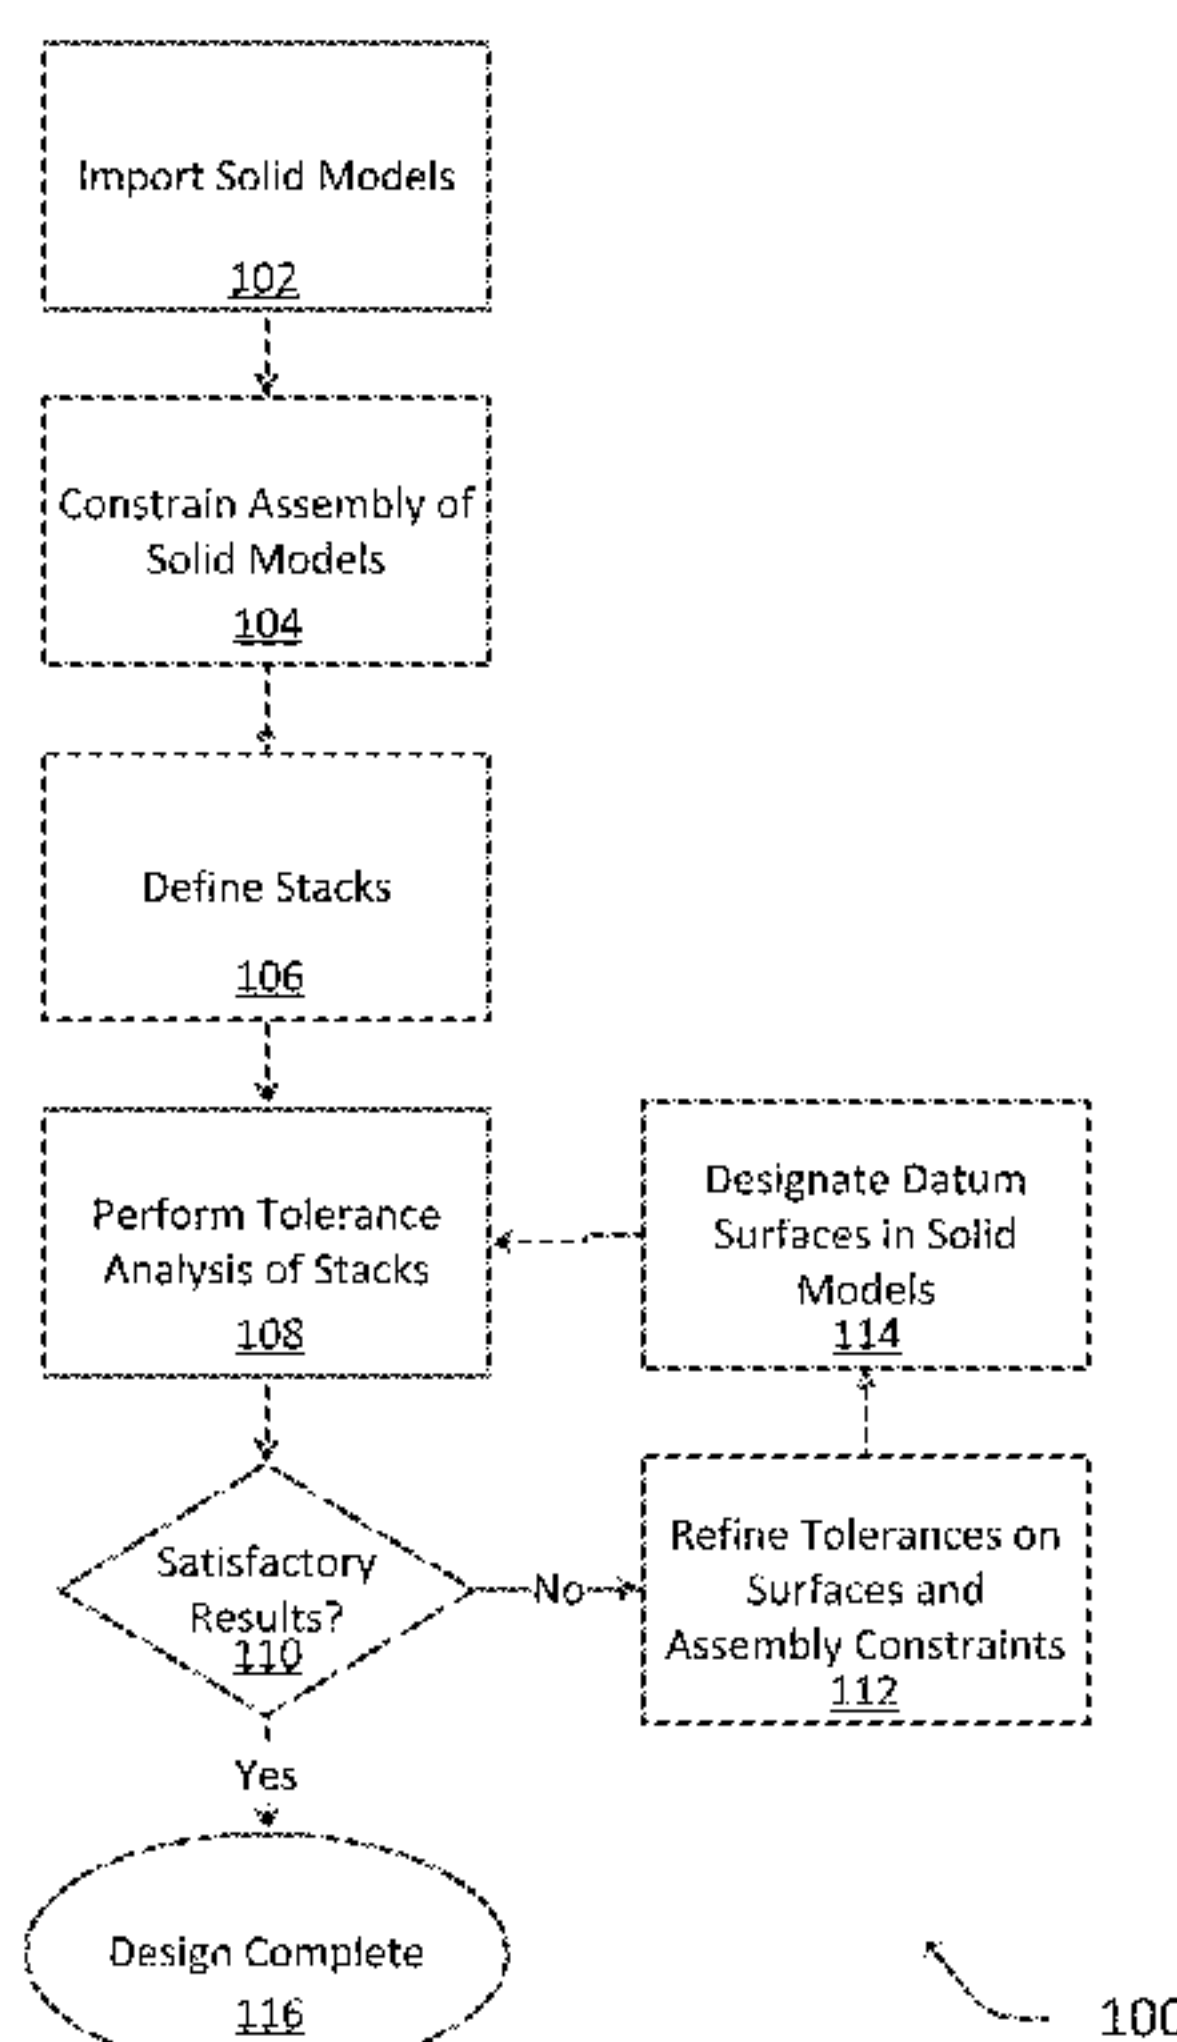 Import Solid Models
102
Constrain Assembly of
Solid Models
104
Define Stacks
106
Perform Tolerance
Analysis of Stacks
108
Designate Datum
Surfaces in Solid
Models
114
Satisfactory
Results?
110
No
Refine Tolerances on
Surfaces and
Assembly Constraints
112
Yes
Design Complete
116
100